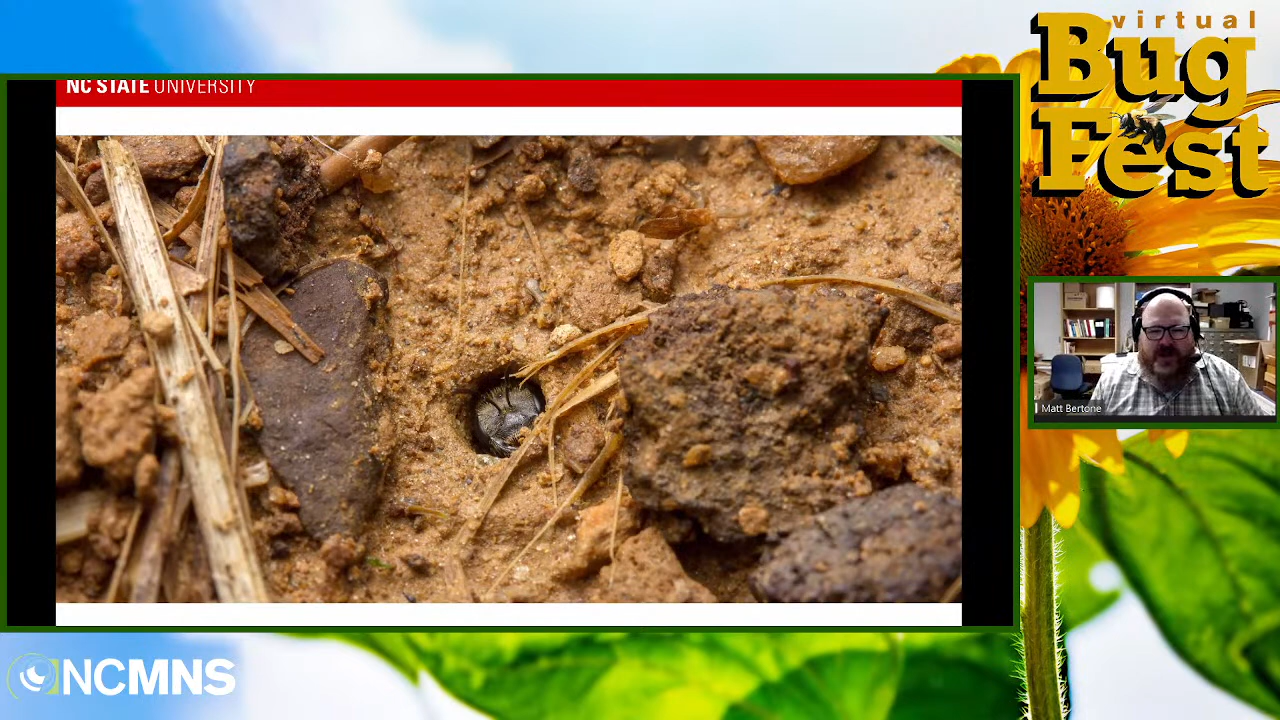 virtual
Bug
Fest
NC STATE UNIVERSITY
Matt Bertone
NCMNS